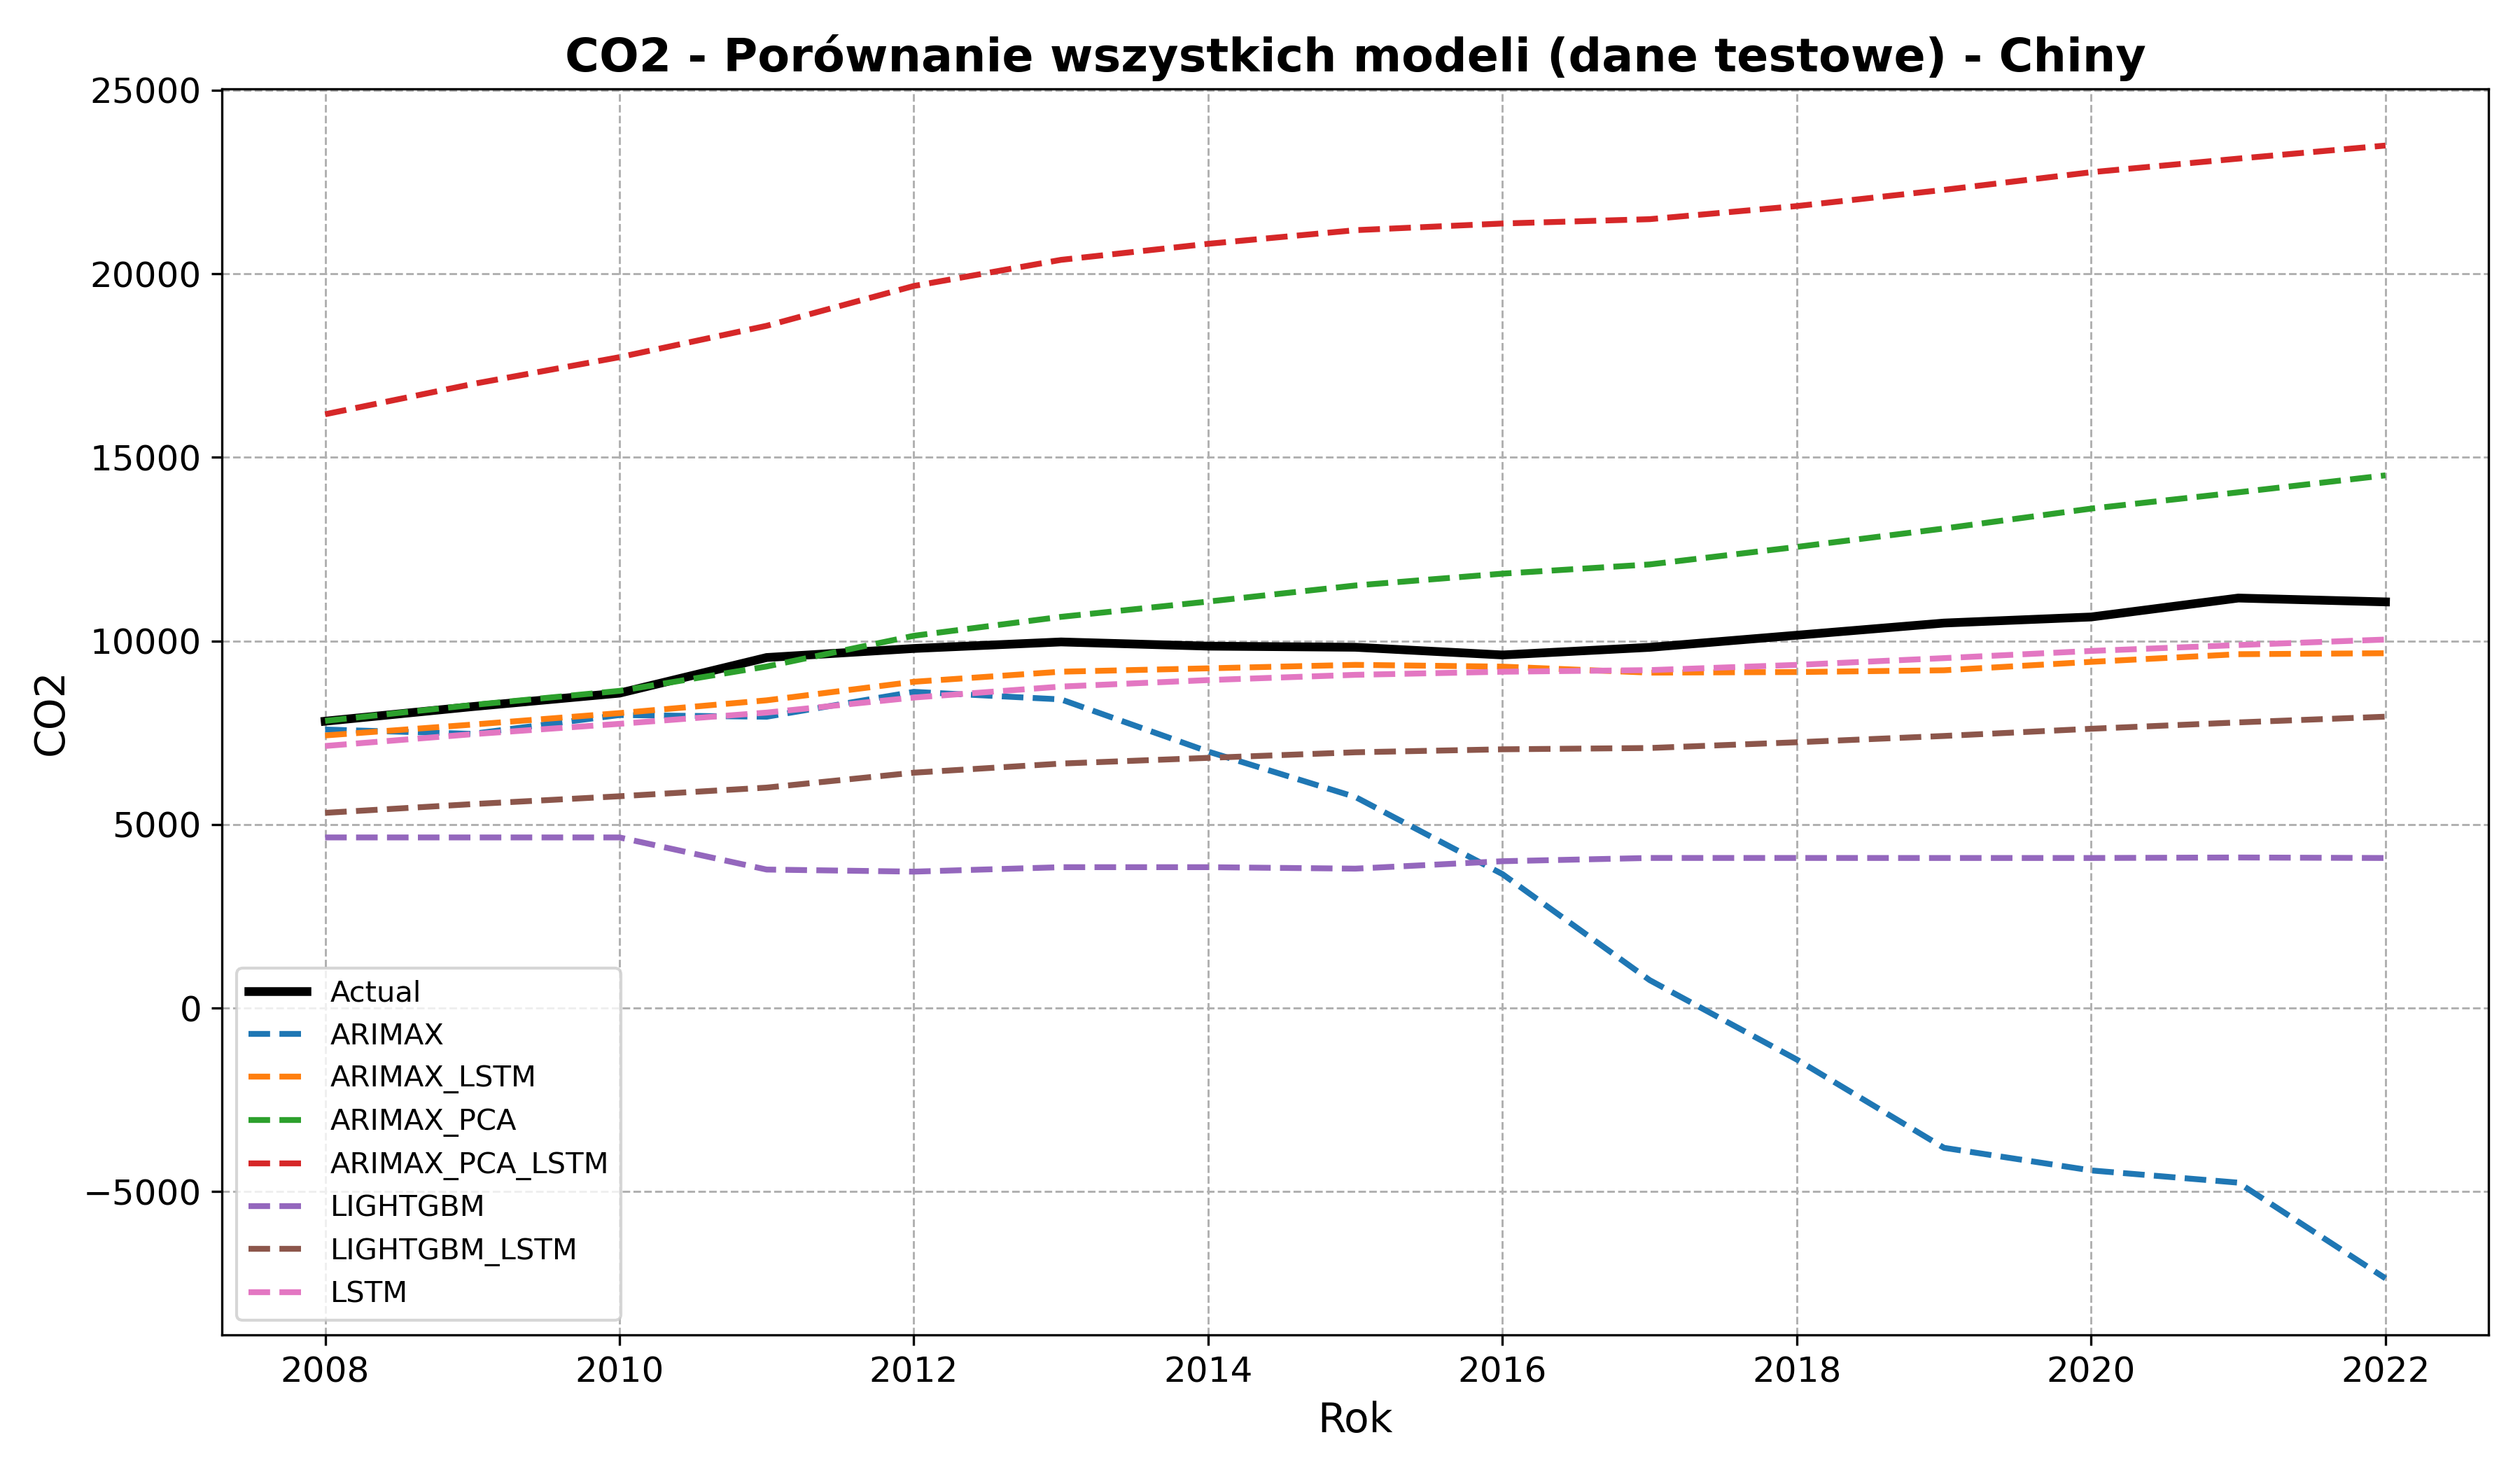 CO2 - Porównanie wszystkich modeli (dane testowe) - Chiny
25000
20000
15000
10000
5000
0
−5000
CO2
Actual
ARIMAX
ARIMAX_LSTM
ARIMAX_PCA
ARIMAX_PCA_LSTM
LIGHTGBM
LIGHTGBM_LSTM
LSTM
2008 2010 2012 2014 2016 2018 2020 2022
Rok